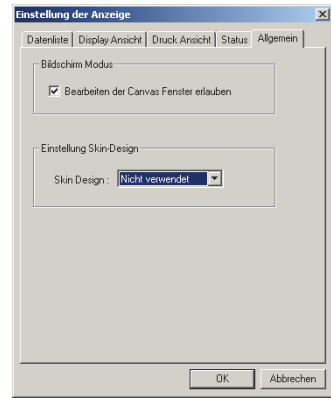 Einstellung der Anzeige
Datenliste Display Ansicht Druck Ansicht Status Allgemein
Bildschirm Modus
Bearbeiten der Canvas Fenster erlauben
Einstellung Skin-Design
Skin Design : Nicht verwendet
OK Abbrechen